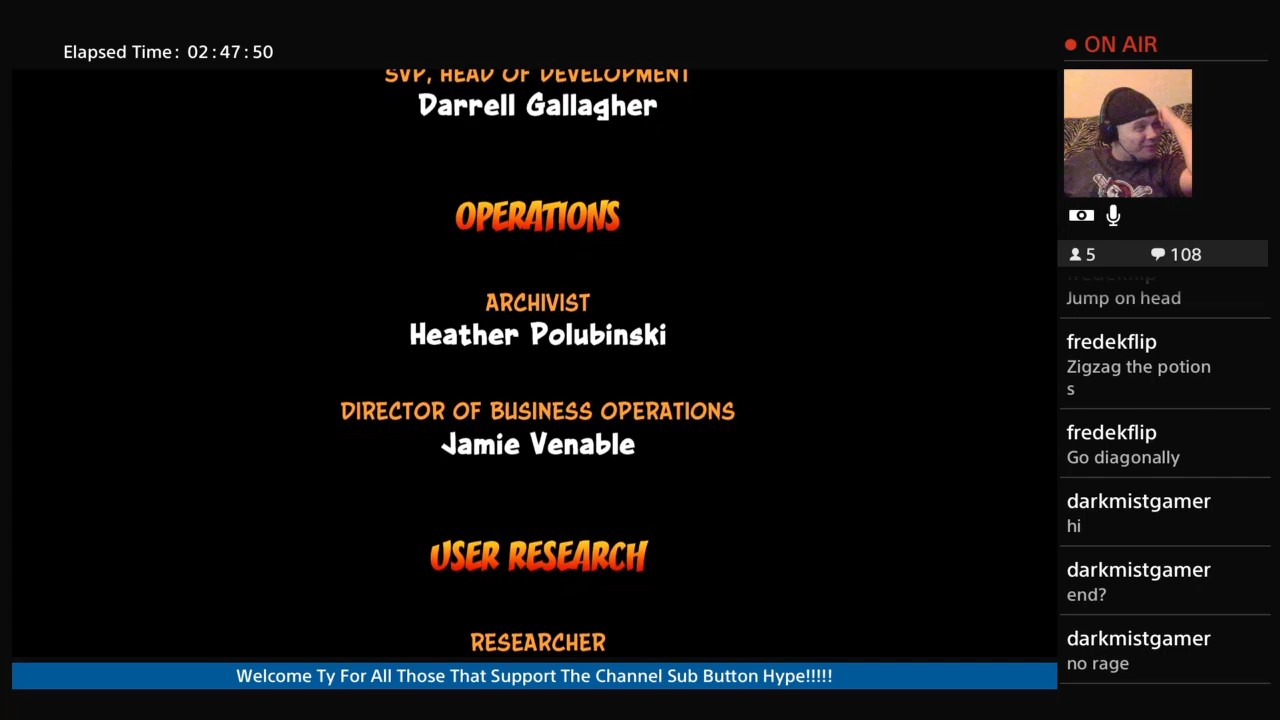 Elapsed Time: 02:47:50
ON AIR
SVP, HEAD OF DEVELOPMENT
Darrell Gallagher
OPERATIONS
ARCHIVIST
Heather Polubinski
DIRECTOR OF BUSINESS OPERATIONS
Jamie Venable
USER RESEARCH
RESEARCHER
Welcome Ty For All Those That Support The Channel Sub Button Hype!!!!!
5 108
fredekflip
Jump on head
fredekflip
Zigzag the potion
s
fredekflip
Go diagonally
darkmistgamer
hi
darkmistgamer
end?
darkmistgamer
no rage